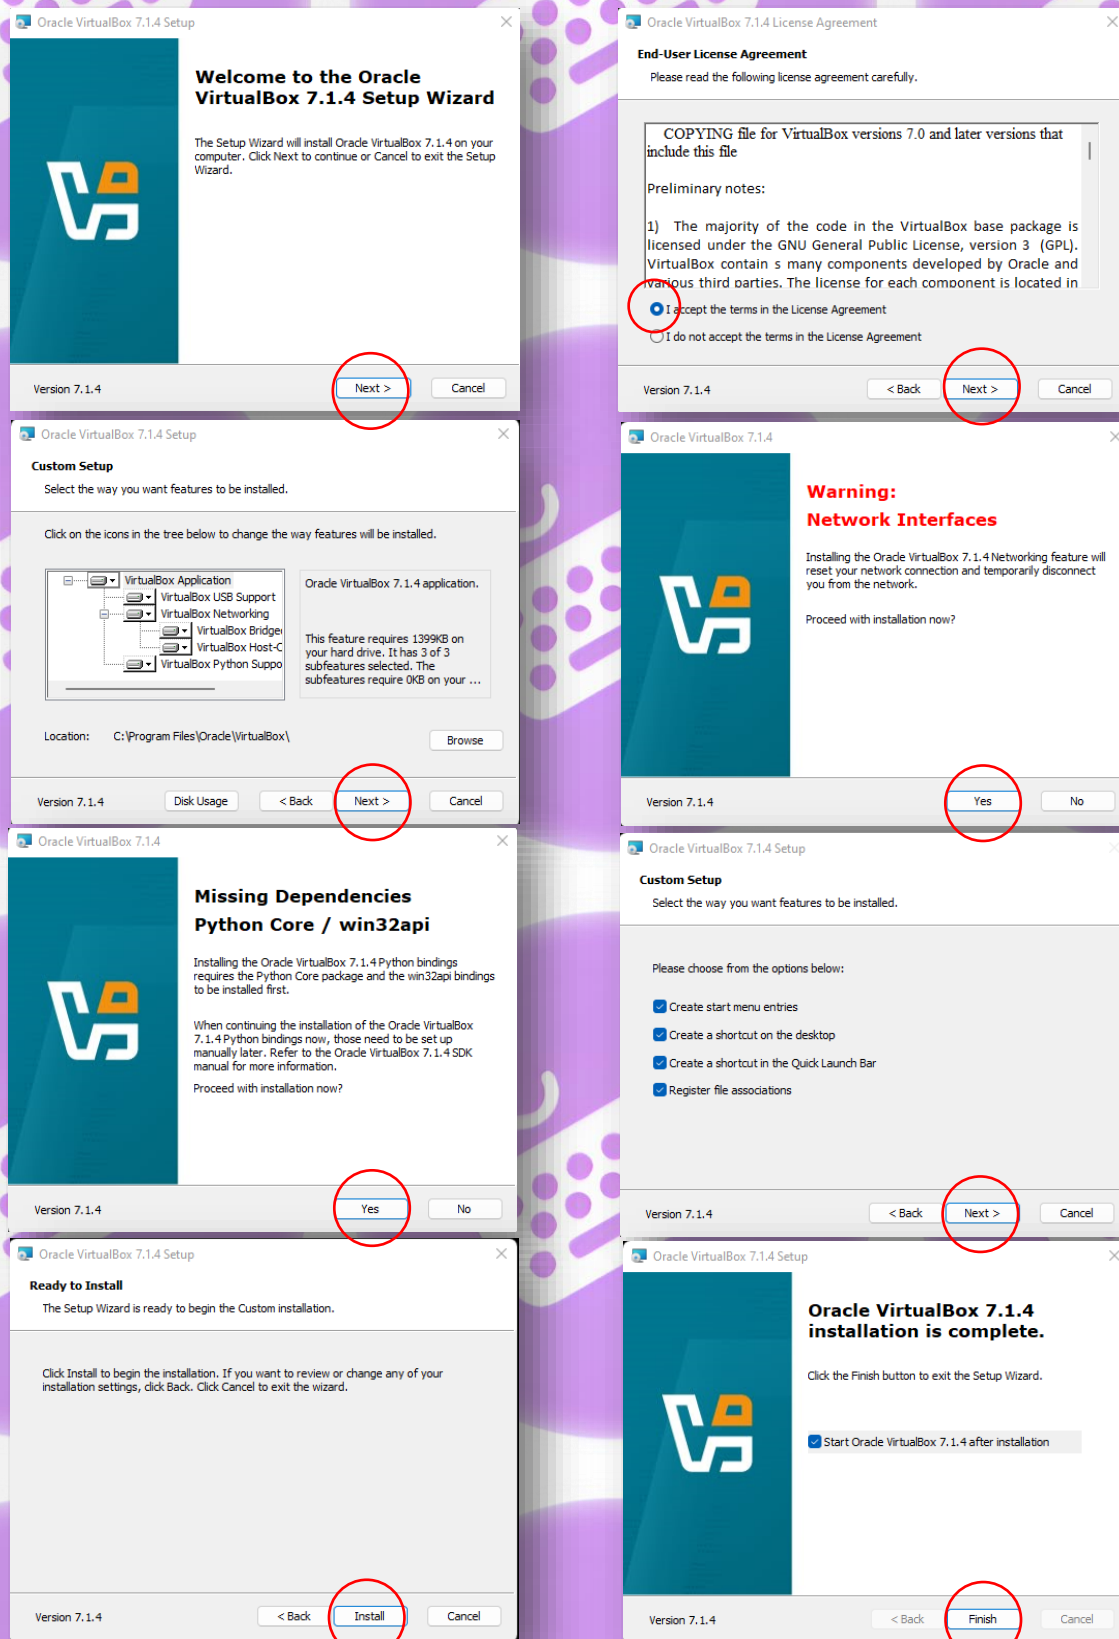 Oracle VirtualBox 7.1.4 Setup
Welcome to the Oracle
VirtualBox 7.1.4 Setup Wizard
The Setup Wizard will install Oracle VirtualBox 7.1.4 on your
computer. Click Next to continue or Cancel to exit the Setup
Wizard.
Version 7.1.4
Next >
Cancel
Oracle VirtualBox 7.1.4 License Agreement
End-User License Agreement
Please read the following license agreement carefully.
COPYING file for VirtualBox versions 7.0 and later versions that
include this file
Preliminary notes:
1) The majority of the code in the VirtualBox base package is
licensed under the GNU General Public License, version 3 (GPL).
VirtualBox contain s many components developed by Oracle and
various third parties. The license for each component is located in
I accept the terms in the License Agreement
I do not accept the terms in the License Agreement
Version 7.1.4
< Back
Next >
Cancel
Oracle VirtualBox 7.1.4 Setup
Custom Setup
Select the way you want features to be installed.
Click on the icons in the tree below to change the way features will be installed.
VirtualBox Application
VirtualBox USB Support
VirtualBox Networking
VirtualBox Bridge
VirtualBox Host-C
VirtualBox Python Suppo
Oracle VirtualBox 7.1.4 application.
This feature requires 1399KB on
your hard drive. It has 3 of 3
subfeatures selected. The
subfeatures require 0KB on your ...
Location: C:\Program Files\Oracle\VirtualBox\
Browse
Version 7.1.4
Disk Usage
< Back
Next >
Cancel
Oracle VirtualBox 7.1.4
Warning:
Network Interfaces
Installing the Oracle VirtualBox 7.1.4 Networking feature will
reset your network connection and temporarily disconnect
you from the network.
Proceed with installation now?
Version 7.1.4
Yes
No
Oracle VirtualBox 7.1.4
Missing Dependencies
Python Core / win32api
Installing the Oracle VirtualBox 7.1.4 Python bindings
requires the Python Core package and the win32api bindings
to be installed first.
When continuing the installation of the Oracle VirtualBox
7.1.4 Python bindings now, those need to be set up
manually later. Refer to the Oracle VirtualBox 7.1.4 SDK
manual for more information.
Proceed with installation now?
Version 7.1.4
Yes
No
Oracle VirtualBox 7.1.4 Setup
Custom Setup
Select the way you want features to be installed.
Please choose from the options below:
Create start menu entries
Create a shortcut on the desktop
Create a shortcut in the Quick Launch Bar
Register file associations
Version 7.1.4
< Back
Next >
Cancel
Oracle VirtualBox 7.1.4 Setup
Ready to Install
The Setup Wizard is ready to begin the Custom installation.
Click Install to begin the installation. If you want to review or change any of your
installation settings, click Back. Click Cancel to exit the wizard.
Version 7.1.4
< Back
Install
Cancel
Oracle VirtualBox 7.1.4 Setup
Oracle VirtualBox 7.1.4
installation is complete.
Click the Finish button to exit the Setup Wizard.
Start Oracle VirtualBox 7.1.4 after installation
Version 7.1.4
< Back
Finish
Cancel